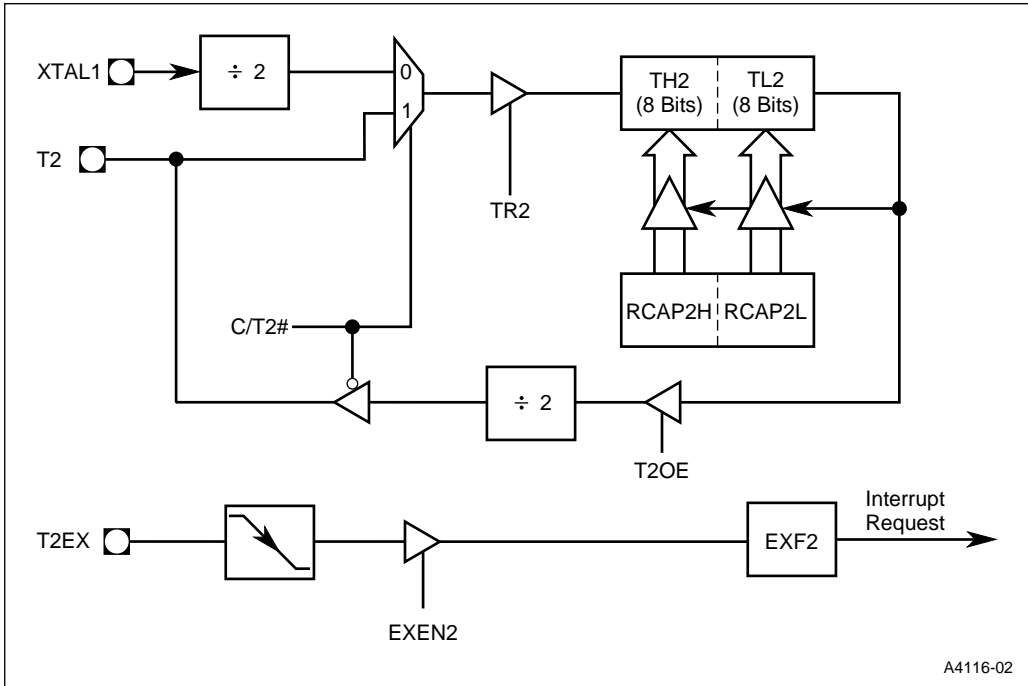 XTAL1
÷ 2
0
1
T2
TR2
TH2
(8 Bits)
TL2
(8 Bits)
RCAP2H
RCAP2L
C/T2#
÷ 2
T2OE
T2EX
EXEN2
EXF2
Interrupt
Request
A4116-02